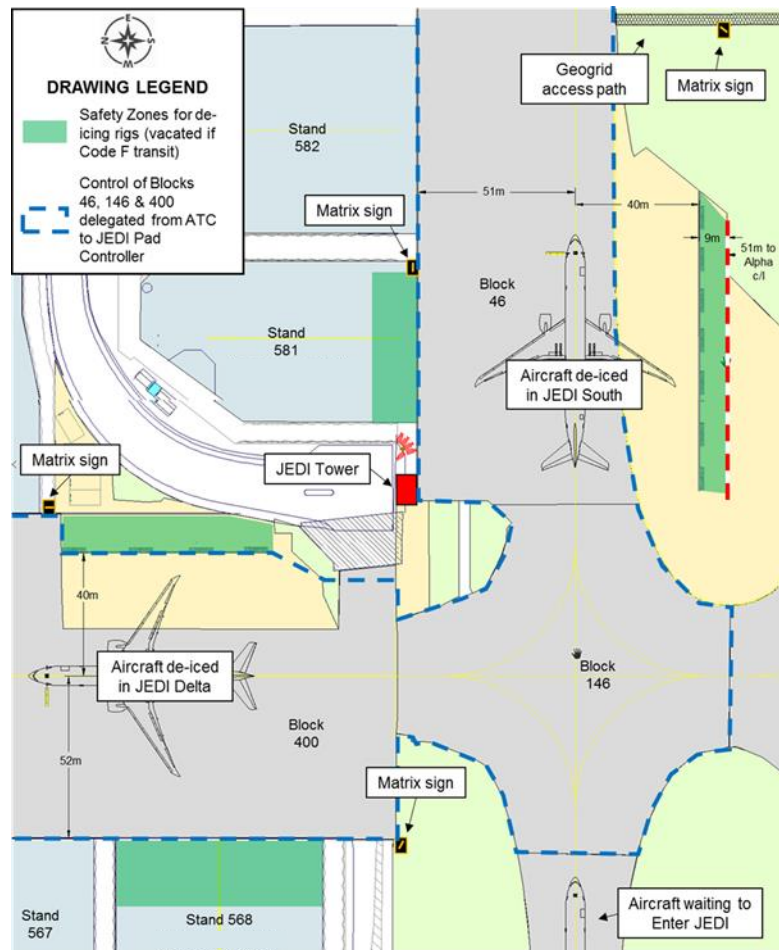 E
N
S
W
DRAWING LEGEND
Safety Zones for de-
icing rigs (vacated if
Code F transit)
Control of Blocks
46, 146 & 400
delegated from ATC
to JEDI Pad
Controller
Geogrid
access path
Matrix sign
Stand
582
51m
40m
Matrix sign
9m
51m to
Alpha
c/l
Block
46
Stand
581
Aircraft de-iced
in JEDI South
Matrix sign
JEDI Tower
40m
Aircraft de-iced
in JEDI Delta
Block
146
Block
400
52m
Matrix sign
Stand
567
Stand 568
Aircraft waiting to
Enter JEDI